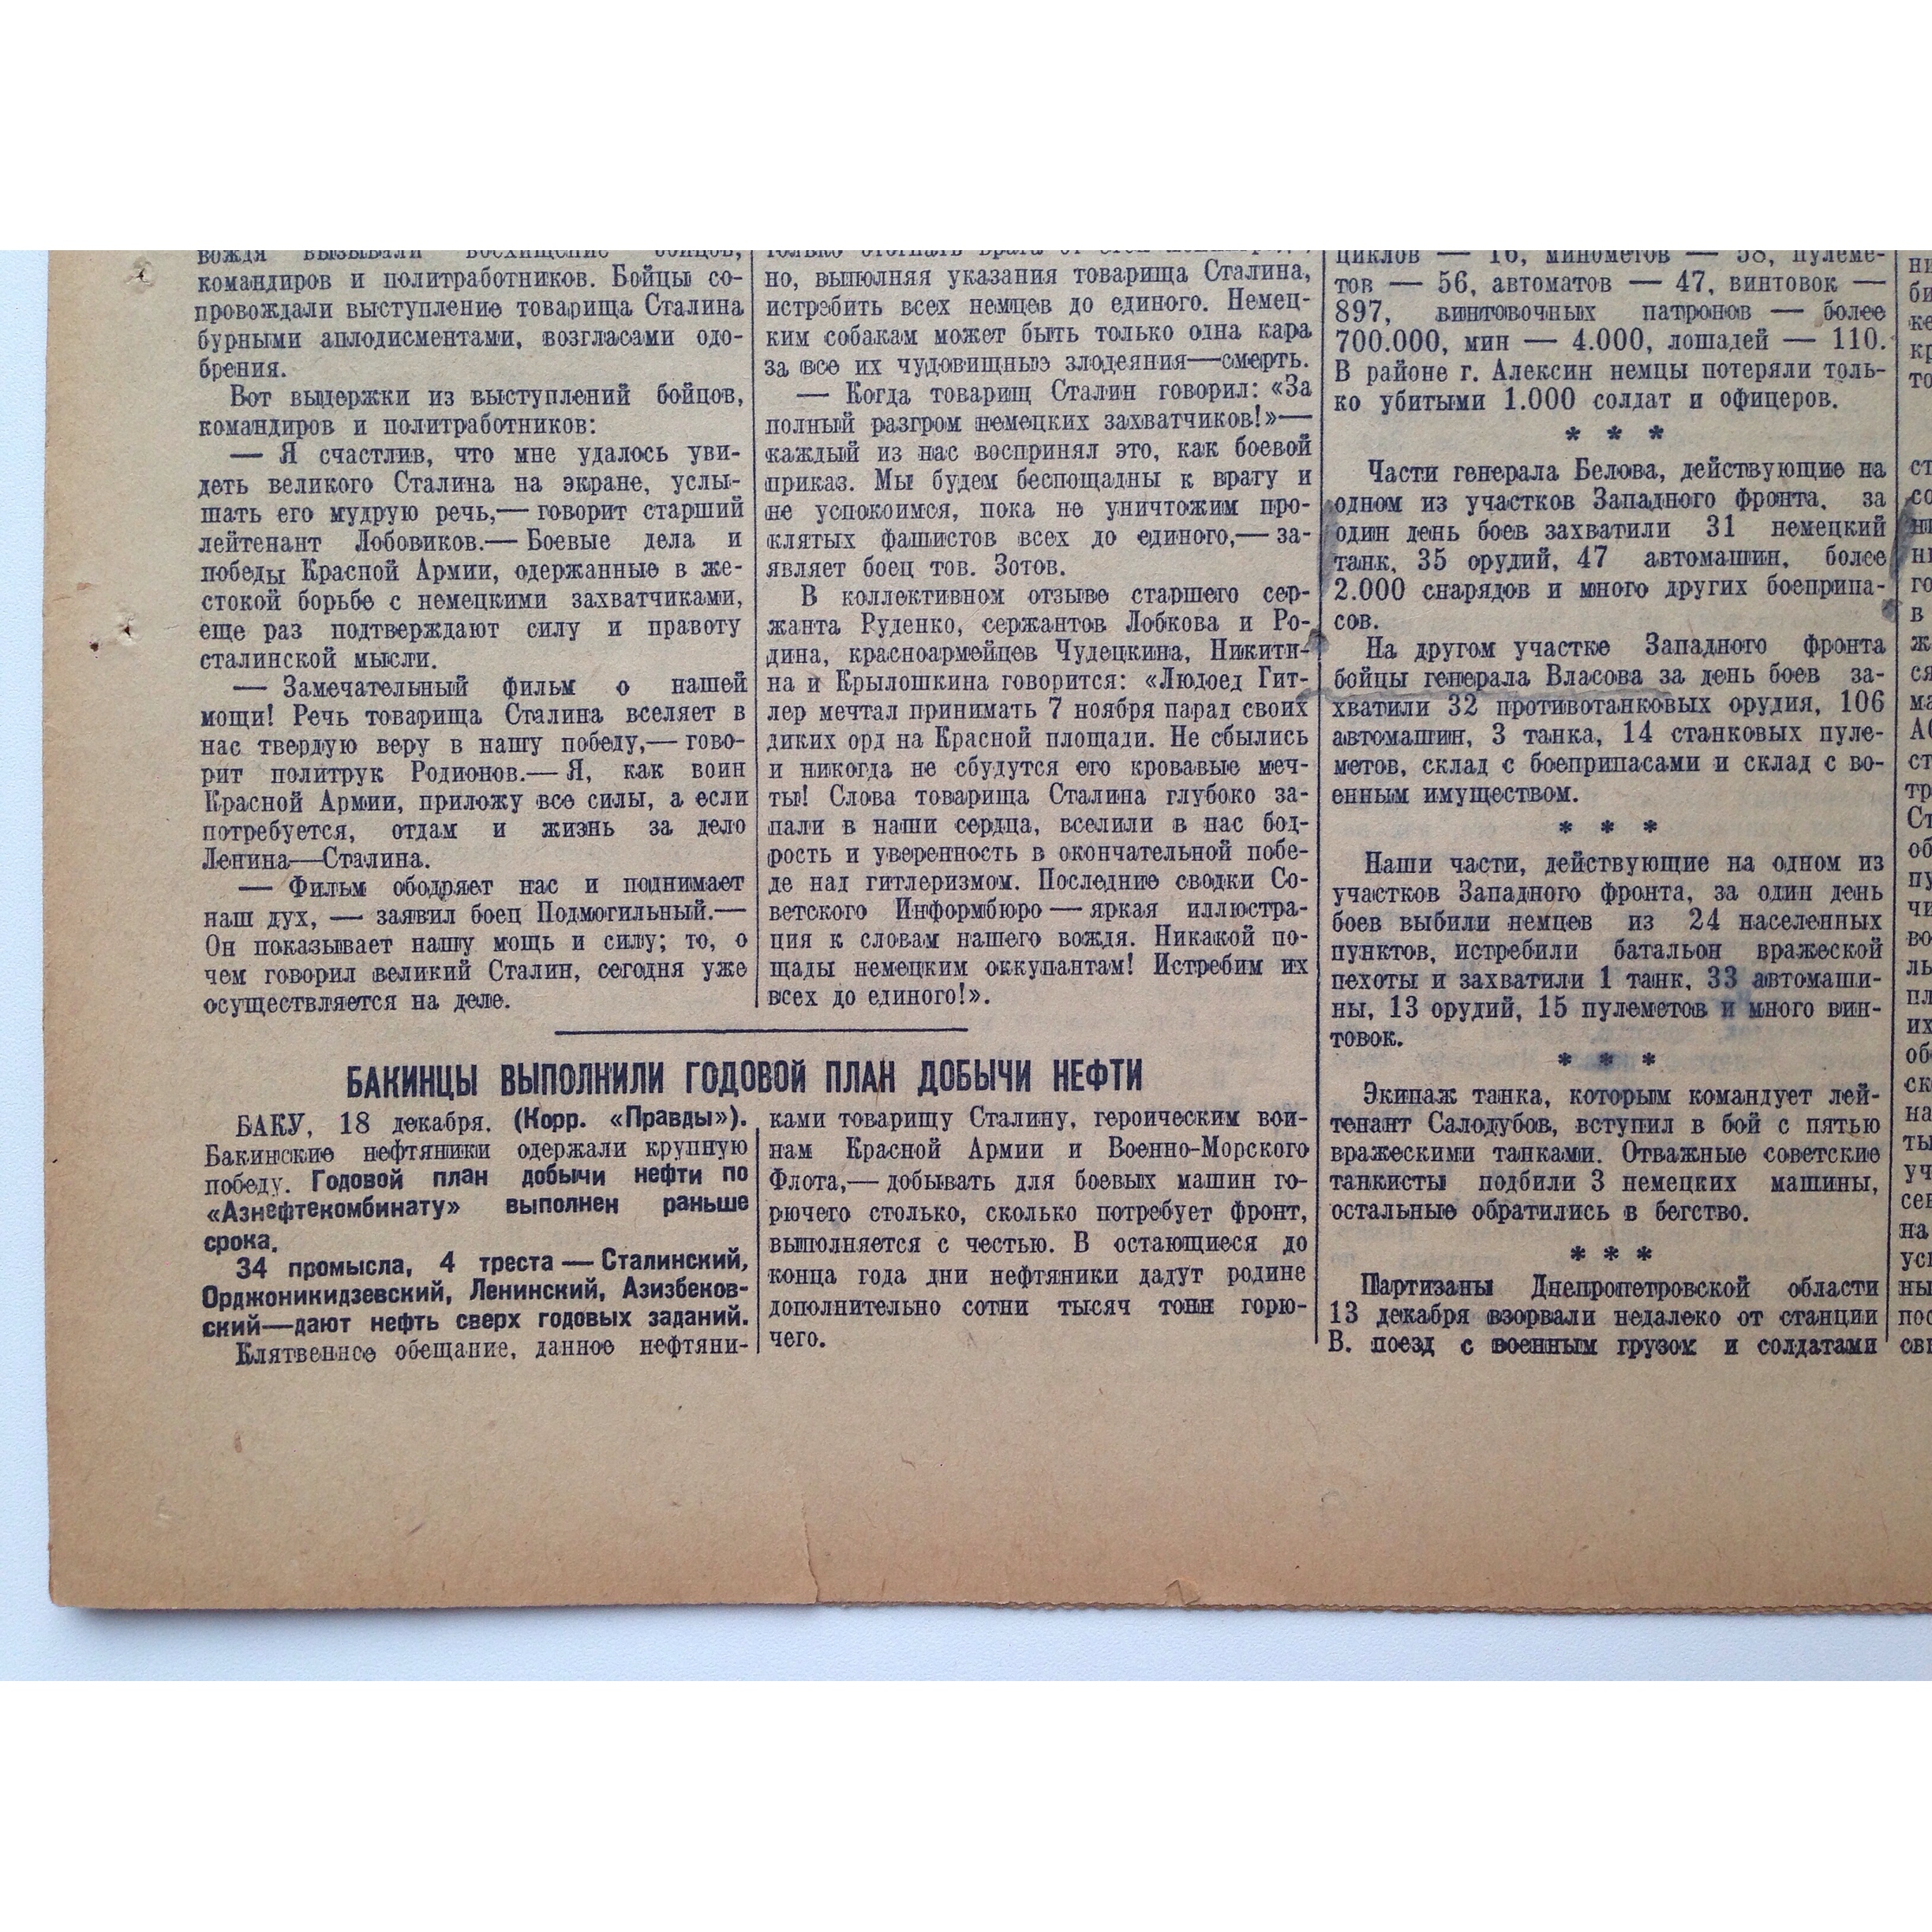 вождя вызывали восхищение бойцов,
командиров и политработников. Бойцы со-
провождали выступление товарища Сталина
бурными аплодисментами, возгласами одо-
брения.
Вот выдержки из выступлений бойцов,
командиров и политработников:
— Я счастлив, что мне удалось уви-
деть великого Сталина на экране, услы-
шать его мудрую речь,— говорит старший
лейтенант Лобовиков.— Боевые дела и
победы Красной Армии, одержанные в же-
стокой борьбе с немецкими захватчиками,
еще раз подтверждают силу и правоту
сталинской мысли.
— Замечательный фильм о нашей
мощи! Речь товарища Сталина вселяет в
нас твердую веру в нашу победу,— гово-
рит политрук Родионов.— Я, как воин
Красной Армии, приложу все силы, а если
потребуется, отдам и жизнь за дело
Ленина—Сталина.
— Фильм ободряет нас и поднимает
наш дух, — заявил боец Подмогильный.—
Он показывает нашу мощь и силу; то, о
чем говорил великий Сталин, сегодня уже
осуществляется на деле.
только отогнать врага от стен
но, выполняя указания товарища Сталина,
истребить всех немцев до единого. Немец-
ким собакам может быть только одна кара
за все их чудовищные злодеяния—смерть.
— Когда товарищ Сталин говорил: «За
полный разгром немецких захватчиков!»—
каждый из нас воспринял это, как боевой
приказ. Мы будем беспощадны к врагу и
не успокоимся, пока не уничтожим про-
клятых фашистов всех до единого,— за-
являет боец тов. Зотов.
В коллективном отзыве старшего сер-
жанта Руденко, сержантов Лобкова и Ро-
дина, красноармейцев Чудецкина, Никити-
на и Крылошкина говорится: «Людоед Гит-
лер мечтал принимать 7 ноября парад своих
диких орд на Красной площади. Не сбылись
и никогда не сбудутся его кровавые меч-
ты! Слова товарища Сталина глубоко за-
пали в наши сердца, вселили в нас бод-
рость и уверенность в окончательной побе-
де над гитлеризмом. Последние сводки Со-
ветского Информбюро — яркая иллюстра-
ция к словам нашего вождя. Никакой по-
щады немецким оккупантам! Истребим их
всех до единого!».
БАКИНЦЫ ВЫПОЛНИЛИ ГОДОВОЙ ПЛАН ДОБЫЧИ НЕФТИ
БАКУ, 18 декабря. (Корр. «Правды»).
Бакинские нефтяники одержали крупную
победу. Годовой план добычи нефти по
«Азнефтекомбинату» выполнен раньше
срока.
34 промысла, 4 треста — Сталинский,
Орджоникидзевский, Ленинский, Азизбеков-
ский—дают нефть сверх годовых заданий.
Клятвенное обещание, данное нефтяни-
ками товарищу Сталину, героическим вои-
нам Красной Армии и Военно-Морского
Флота,— добывать для боевых машин го-
рючего столько, сколько потребует фронт,
выполняется с честью. В остающиеся до
конца года дни нефтяники дадут родине
дополнительно сотни тысяч тонн горю-
чего.
циклов — 16, минометов — 58, пулеме-
тов — 56, автоматов — 47, винтовок —
897, винтовочных патронов — более
700.000, мин — 4.000, лошадей — 110.
В районе г. Алексин немцы потеряли толь-
ко убитыми 1.000 солдат и офицеров.
* * *
Части генерала Белова, действующие на
одном из участков Западного фронта, за
один день боев захватили 31 немецкий
танк, 35 орудий, 47 автомашин, более
2.000 снарядов и много других боеприпа-
сов.
На другом участке Западного фронта
бойцы генерала Власова за день боев за-
хватили 32 противотанковых орудия, 106
автомашин, 3 танка, 14 станковых пуле-
метов, склад с боеприпасами и склад с во-
енным имуществом.
* * *
Наши части, действующие на одном из
участков Западного фронта, за один день
боев выбили немцев из 24 населенных
пунктов, истребили батальон вражеской
пехоты и захватили 1 танк, 33 автомаши-
ны, 13 орудий, 15 пулеметов и много вин-
товок.
* * *
Экипаж танка, которым командует лей-
тенант Салодубов, вступил в бой с пятью
вражескими танками. Отважные советские
танкисты подбили 3 немецких машины,
остальные обратились в бегство.
* * *
Партизаны Днепропетровской области
13 декабря взорвали недалеко от станции
В. поезд с военным грузом и солдатами